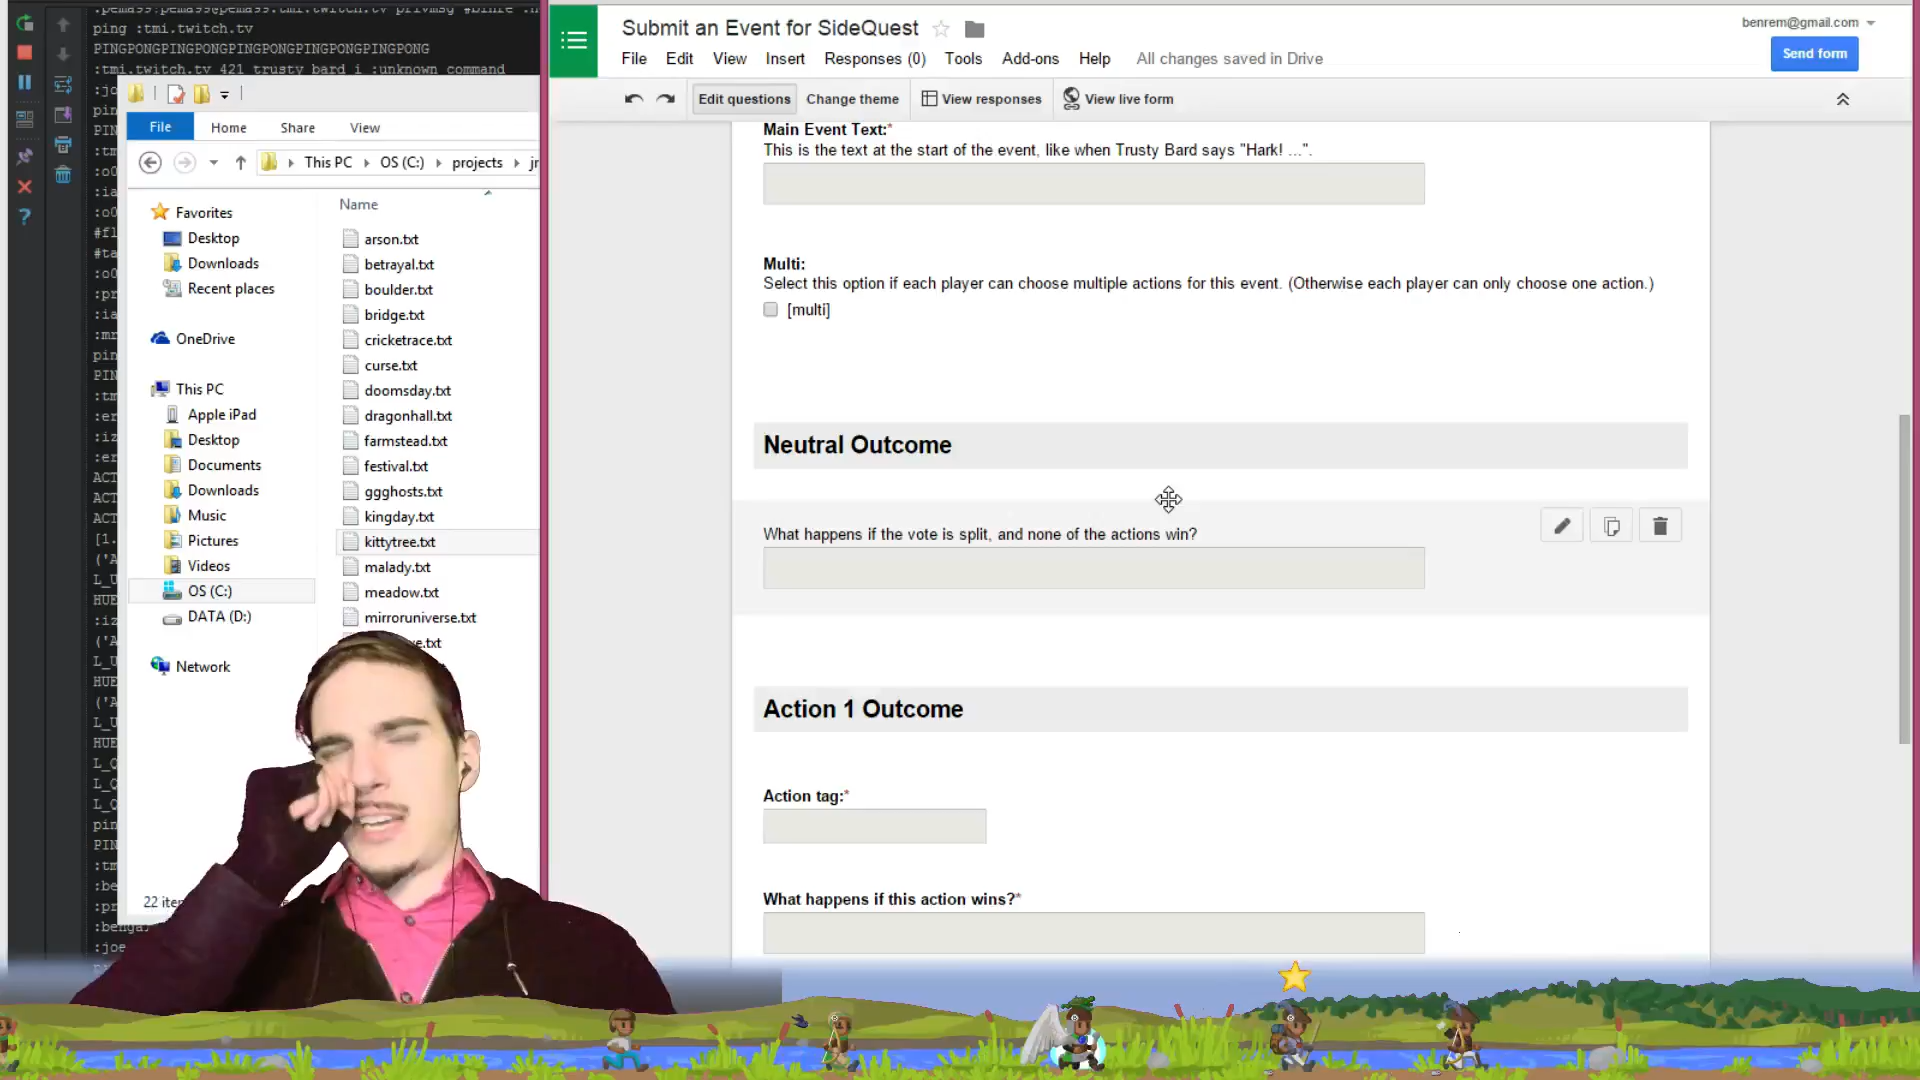 ping :tmi.twitch.tv
PINGPONGPINGPONGPINGPONGPINGPONGPINGPONG
:tmi.twitch.tv 421 trusty_bard i :unknown command
File
Home
Share
View
This PC
OS (C:)
projects
Name
Favorites
Desktop
Downloads
Recent places
OneDrive
This PC
Apple iPad
Desktop
Documents
Downloads
Music
Pictures
Videos
OS (C:)
DATA (D:)
Network
arson.txt
betrayal.txt
boulder.txt
bridge.txt
cricketrace.txt
curse.txt
doomsday.txt
dragonhall.txt
farmstead.txt
festival.txt
ggghosts.txt
kingday.txt
kittytree.txt
malady.txt
meadow.txt
mirroruniverse.txt
Submit an Event for SideQuest
benrem@gmail.com
File Edit View Insert Responses (0) Tools Add-ons Help All changes saved in Drive
Send form
Edit questions Change theme View responses View live form
Main Event Text:*
This is the text at the start of the event, like when Trusty Bard says "Hark! ...".
Multi:
Select this option if each player can choose multiple actions for this event. (Otherwise each player can only choose one action.)
[multi]
Neutral Outcome
What happens if the vote is split, and none of the actions win?
Action 1 Outcome
Action tag:*
What happens if this action wins?*